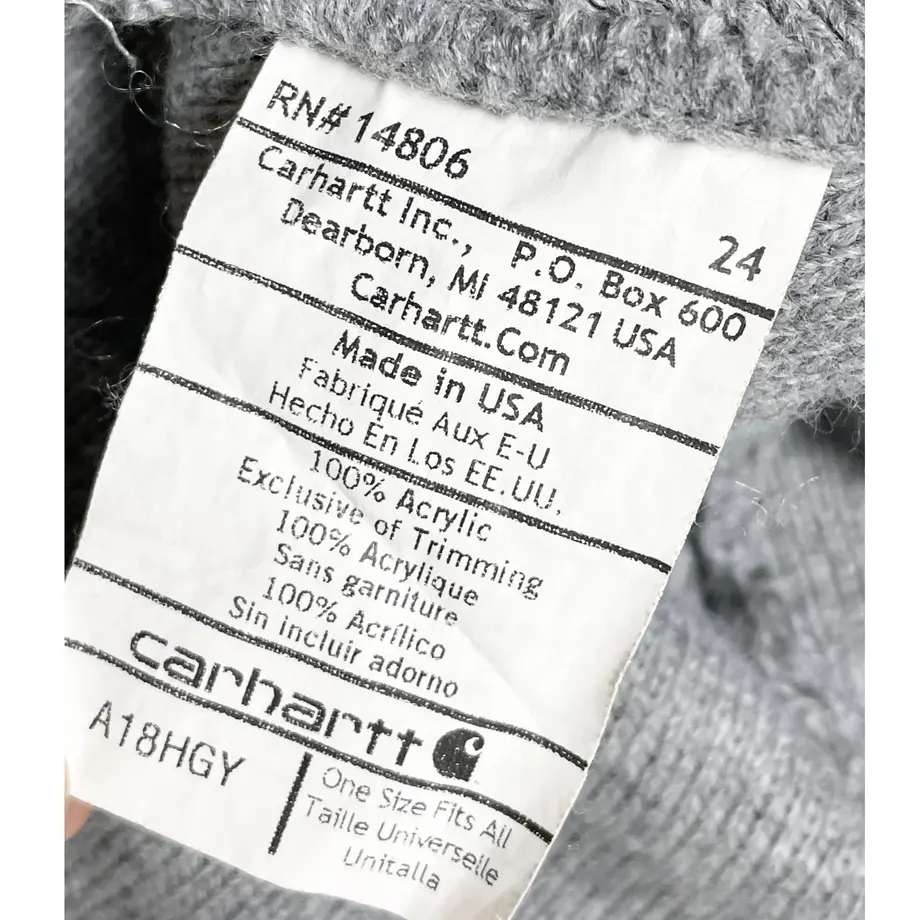 RN# 14806
24
Carhartt Inc., P.O. Box 600
Dearborn, MI 48121 USA
Carhartt.Com
Made in USA
Fabriqué Aux E-U
Hecho En Los EE.UU.
100% Acrylic
Exclusive of Trimming
100% Acrylique
Sans garniture
100% Acrílico
Sin incluir adorno
carhartt
A18HGY
One Size Fits All
Taille Universelle
Unitalla